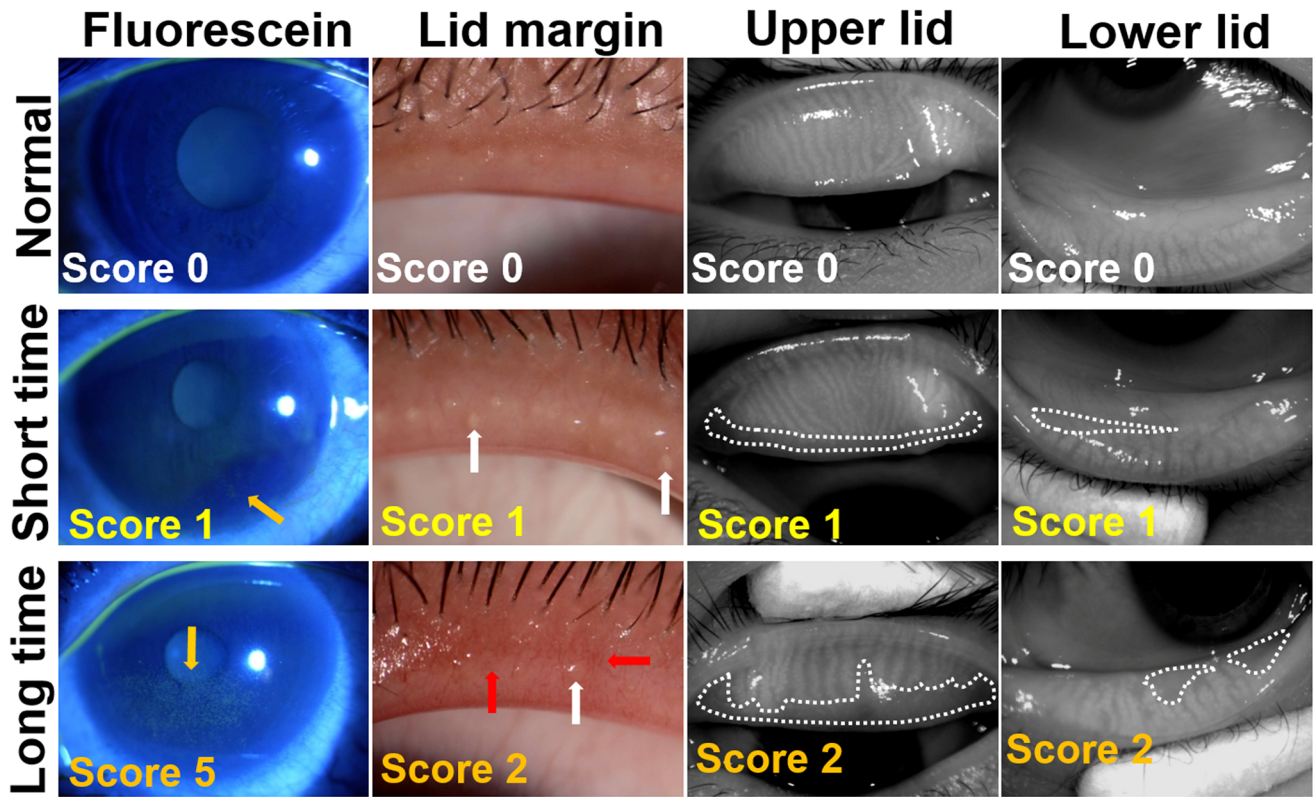 Fluorescein Lid margin Upper lid Lower lid
Normal
Score 0 Score 0 Score 0 Score 0
Short time
Score 1 Score 1 Score 1 Score 1
Long time
Score 5 Score 2 Score 2 Score 2